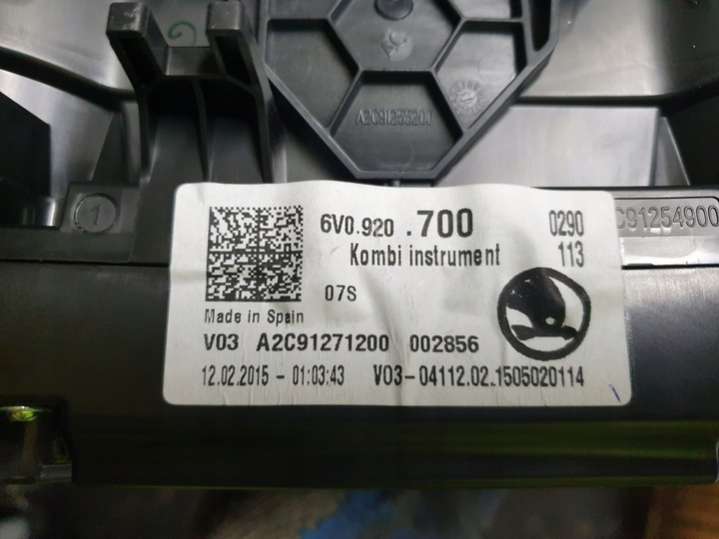 1
6V0.920 .700 0290
Kombi instrument 113
07S
Made in Spain
V03 A2C91271200 002856
12.02.2015 - 01:03:43 V03-04112.02.1505020114
C91254900